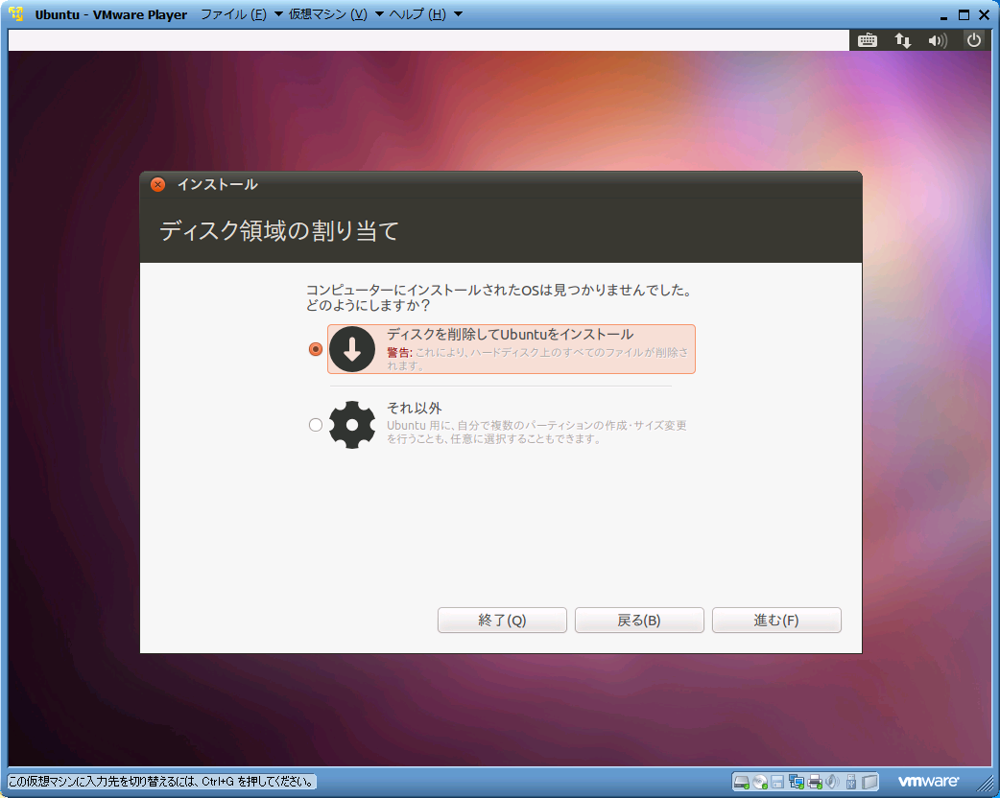 Ubuntu - VMware Player ファイル (F) 仮想マシン (V) ヘルプ (H)
インストール
ディスク領域の割り当て
コンピューターにインストールされたOSは見つかりませんでした。
どのようにしますか？
ディスクを削除してUbuntuをインストール
警告: これにより、ハードディスク上のすべてのファイルが削除さ
れます。
それ以外
Ubuntu 用に、自分で複数のパーティションの作成・サイズ変更
を行うことも、任意に選択することもできます。
終了(Q) 戻る(B) 進む(F)
この仮想マシンに入力先を切り替えるには、Ctrl+G を押してください。
vmware